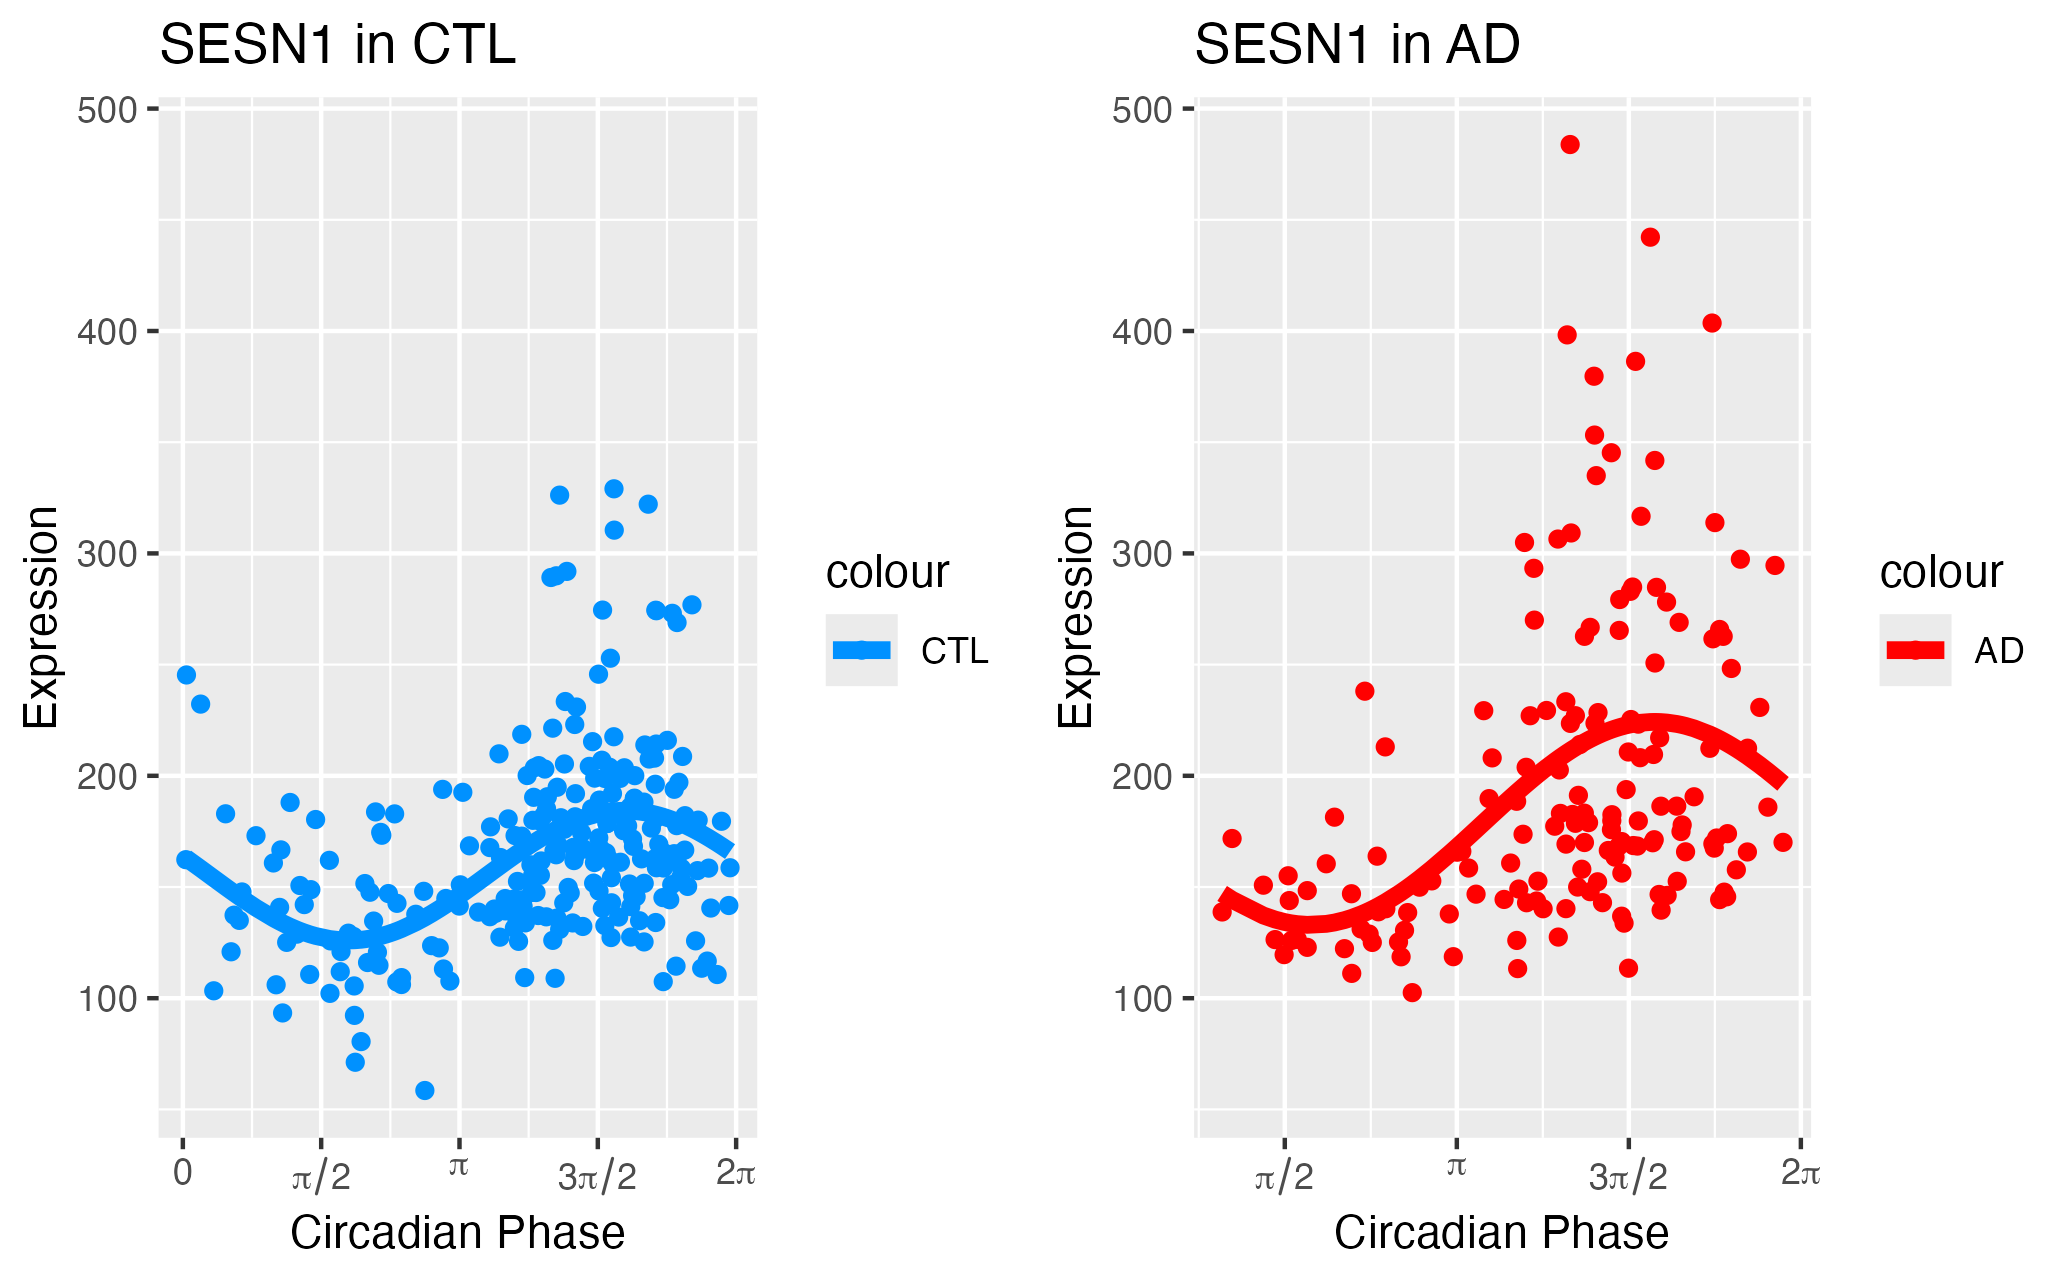 SESN1 in CTL
500
400
300
200
100
Expression
0 π/2 π 3π/2 2π
Circadian Phase
colour
CTL
SESN1 in AD
500
400
300
200
100
Expression
π/2 π 3π/2 2π
Circadian Phase
colour
AD